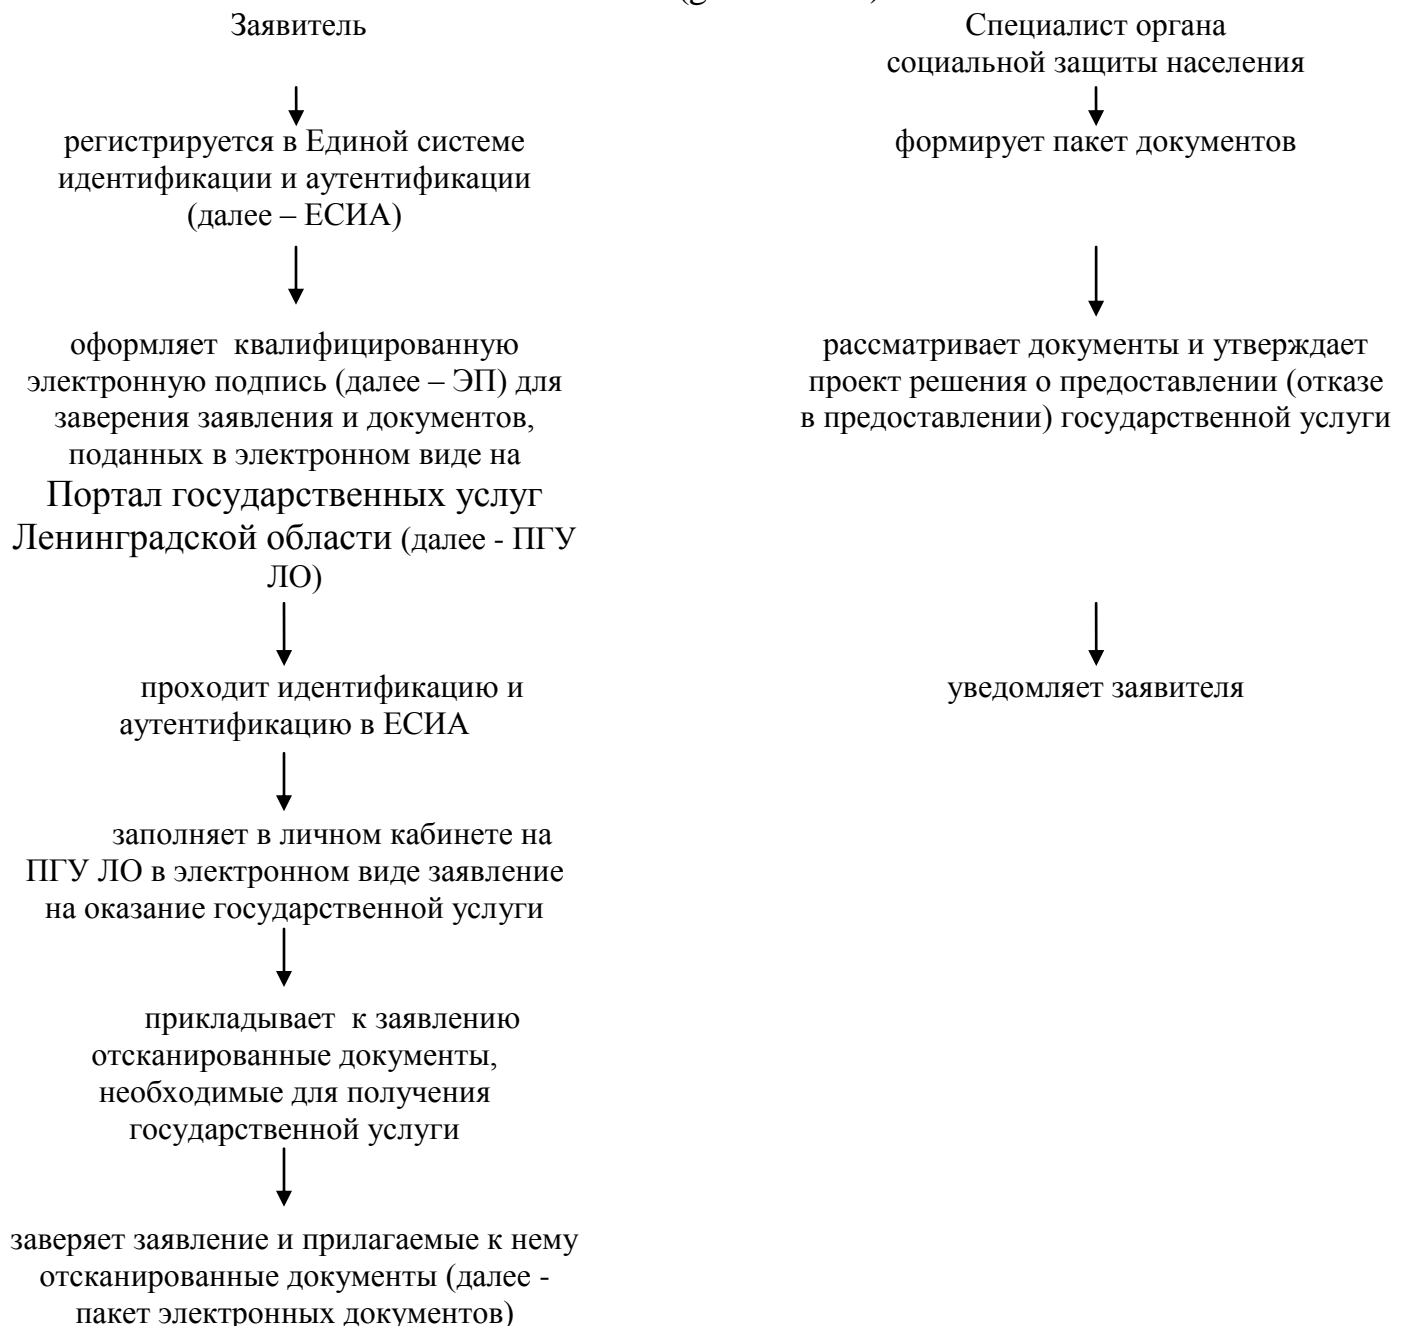 Заявитель
регистрируется в Единой системе
идентификации и аутентификации
(далее – ЕСИА)
оформляет квалифицированную
электронную подпись (далее – ЭП) для
заверения заявления и документов,
поданных в электронном виде на
Портал государственных услуг
Ленинградской области (далее - ПГУ
ЛО)
проходит идентификацию и
аутентификацию в ЕСИА
заполняет в личном кабинете на
ПГУ ЛО в электронном виде заявление
на оказание государственной услуги
прикладывает к заявлению
отсканированные документы,
необходимые для получения
государственной услуги
заверяет заявление и прилагаемые к нему
отсканированные документы (далее -
пакет электронных документов)
Специалист органа
социальной защиты населения
формирует пакет документов
рассматривает документы и утверждает
проект решения о предоставлении (отказе
в предоставлении) государственной услуги
уведомляет заявителя